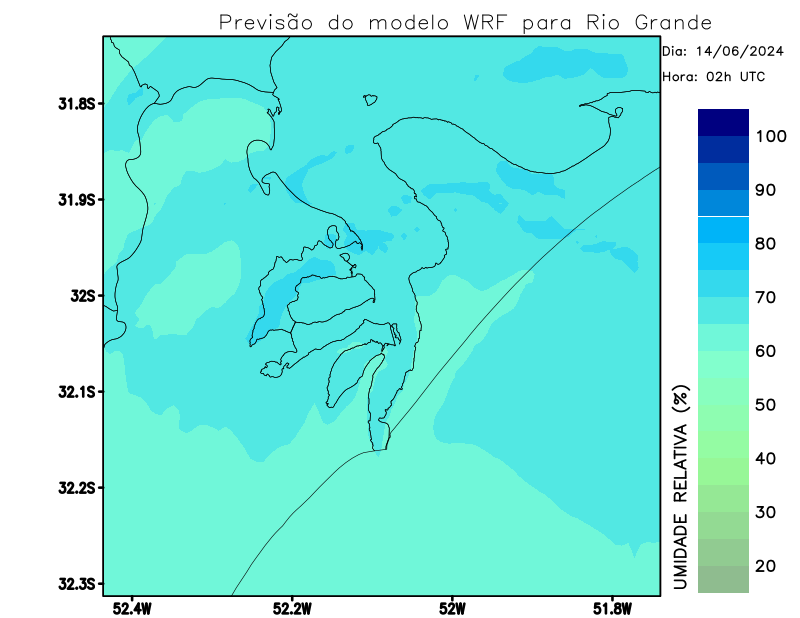 Previsão do modelo WRF para Rio Grande
Dia: 14/06/2024
Hora: 02h UTC
31.8S
31.9S
32S
32.1S
32.2S
32.3S
52.4W
52.2W
52W
51.8W
100
90
80
70
60
50
40
30
20
UMIDADE RELATIVA (%)